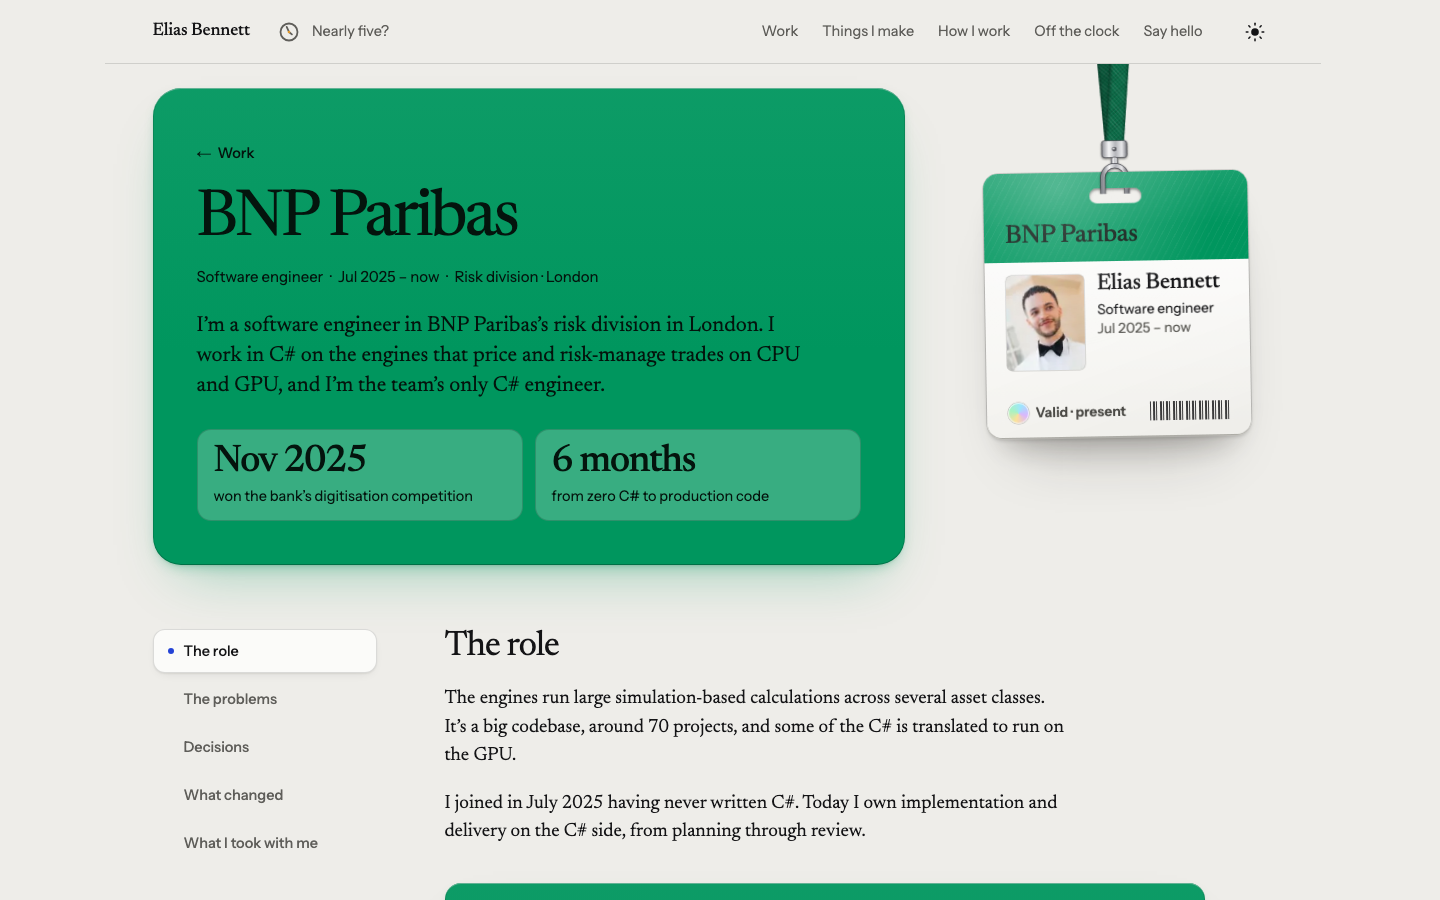 Elias Bennett
Nearly five?
Work
Things I make
How I work
Off the clock
Say hello
← Work
BNP Paribas
Software engineer · Jul 2025 – now · Risk division · London
I’m a software engineer in BNP Paribas’s risk division in London. I
work in C# on the engines that price and risk-manage trades on CPU
and GPU, and I’m the team’s only C# engineer.
Nov 2025
won the bank’s digitisation competition
6 months
from zero C# to production code
BNP Paribas
Elias Bennett
Software engineer
Jul 2025 – now
Valid · present
The role
The problems
Decisions
What changed
What I took with me
The role
The engines run large simulation-based calculations across several asset classes.
It’s a big codebase, around 70 projects, and some of the C# is translated to run on
the GPU.
I joined in July 2025 having never written C#. Today I own implementation and
delivery on the C# side, from planning through review.